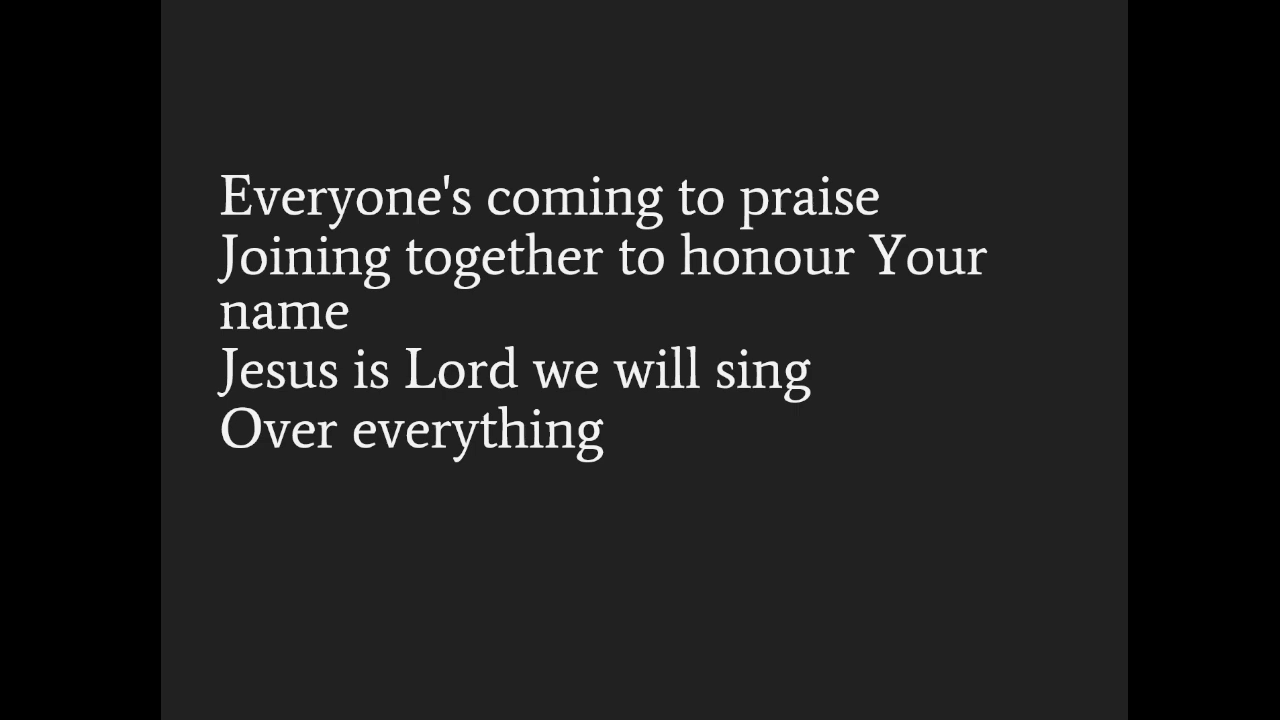 Everyone's coming to praise
Joining together to honour Your
name
Jesus is Lord we will sing
Over everything